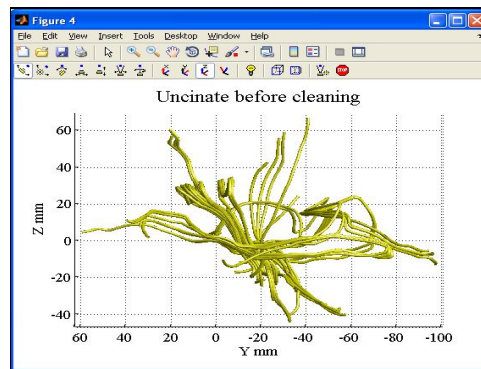 Figure 4
File Edit View Insert Tools Desktop Window Help
STOP
Uncinate before cleaning
60
40
20
0
-20
-40
Z mm
60 40 20 0 -20 -40 -60 -80 -100
Y mm